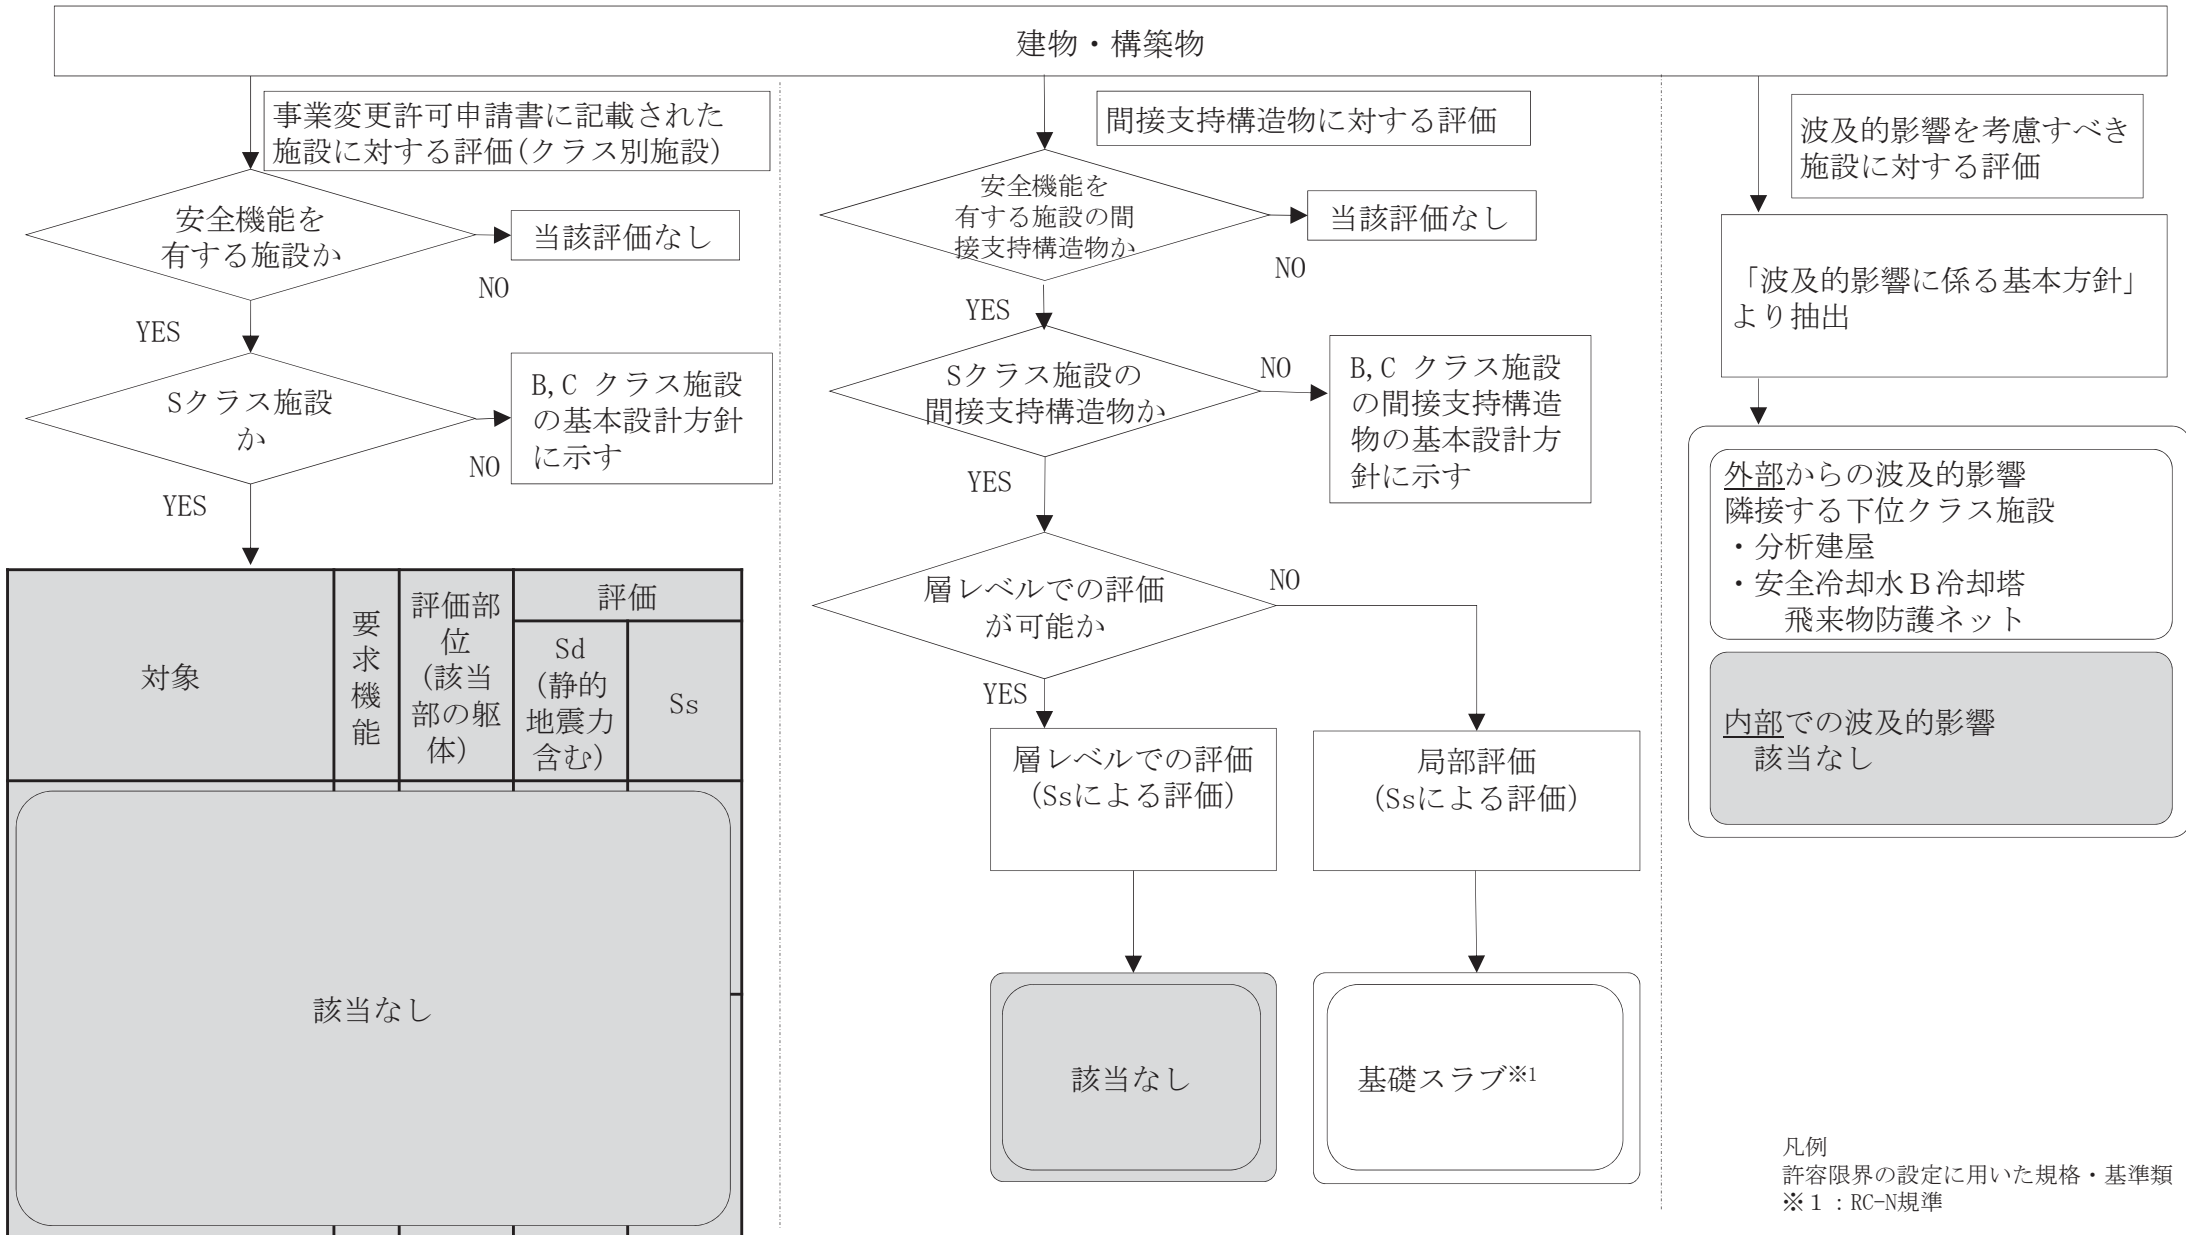 建物・構築物
事業変更許可申請書に記載された
施設に対する評価(クラス別施設)
安全機能を
有する施設か
当該評価なし
NO
YES
Sクラス施設
か
B,C クラス施設
の基本設計方針
に示す
NO
YES
対象
要
求
機
能
評価部
位
(該当
部の躯
体)
評価
Sd
(静的
地震力
含む)
Ss
該当なし
間接支持構造物に対する評価
安全機能を
有する施設の間
接支持構造物か
当該評価なし
NO
YES
Sクラス施設の
間接支持構造物か
NO
B,C クラス施設
の間接支持構造
物の基本設計方
針に示す
YES
層レベルでの評価
が可能か
NO
YES
層レベルでの評価
(Ssによる評価)
局部評価
(Ssによる評価)
該当なし
基礎スラブ※1
波及的影響を考慮すべき
施設に対する評価
「波及的影響に係る基本方針」
より抽出
外部からの波及的影響
隣接する下位クラス施設
・分析建屋
・安全冷却水Ｂ冷却塔
飛来物防護ネット
内部での波及的影響
該当なし
凡例
許容限界の設定に用いた規格・基準類
※１：RC-N規準